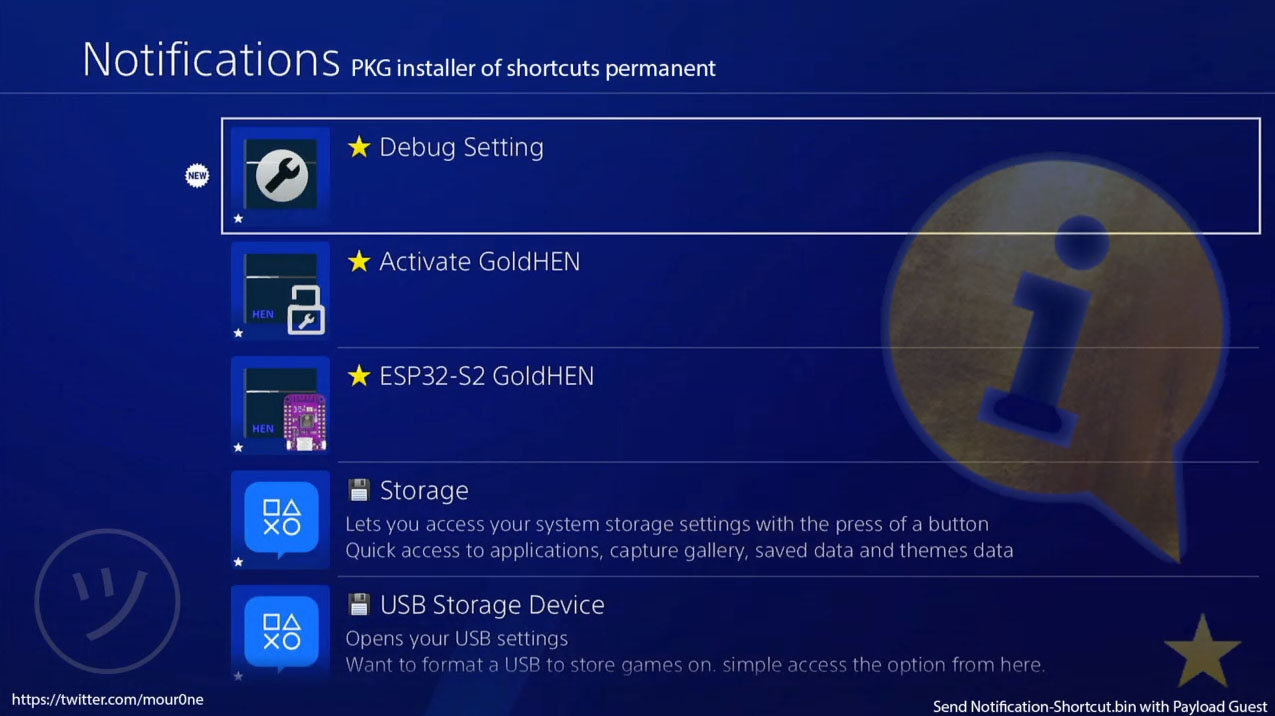 Notifications PKG installer of shortcuts permanent
NEW
★ Debug Setting
★ Activate GoldHEN
HEN
★ ESP32-S2 GoldHEN
HEN
Storage
Lets you access your system storage settings with the press of a button
Quick access to applications, capture gallery, saved data and themes data
USB Storage Device
Opens your USB settings
Want to format a USB to store games on. simple access the option from here.
ツ
https://twitter.com/mour0ne
Send Notification-Shortcut.bin with Payload Guest